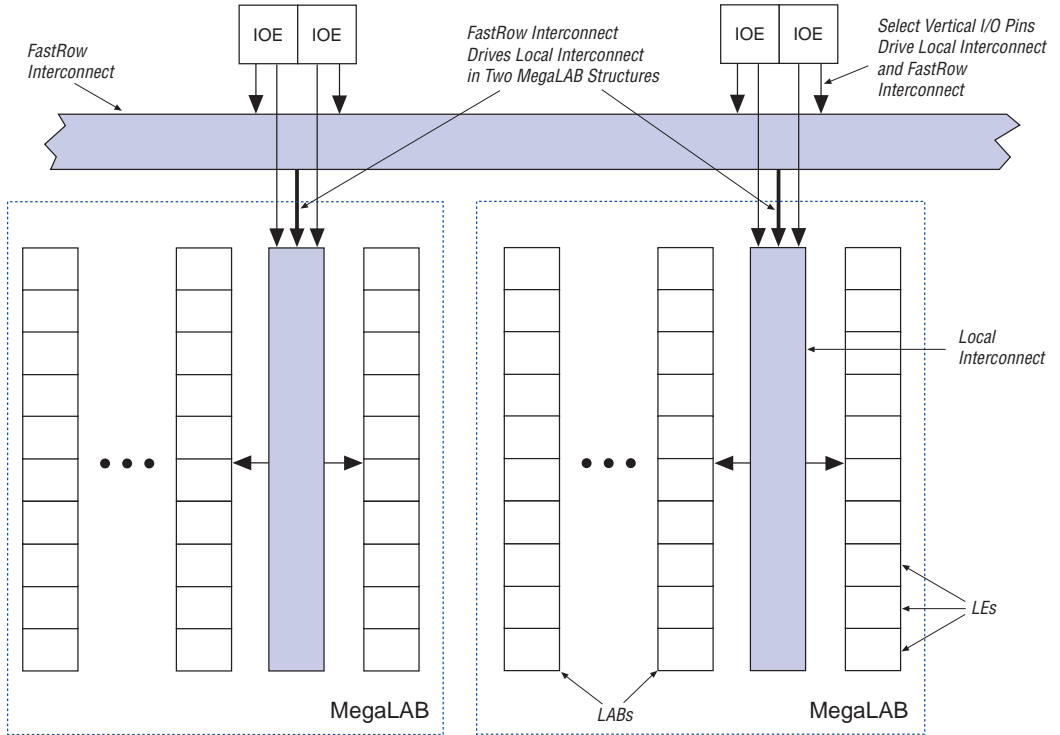 IOE IOE
FastRow Interconnect
Drives Local Interconnect
in Two MegaLAB Structures
IOE IOE
Select Vertical I/O Pins
Drive Local Interconnect
and FastRow
Interconnect
FastRow
Interconnect
Local
Interconnect
LEs
LABs
MegaLAB
MegaLAB